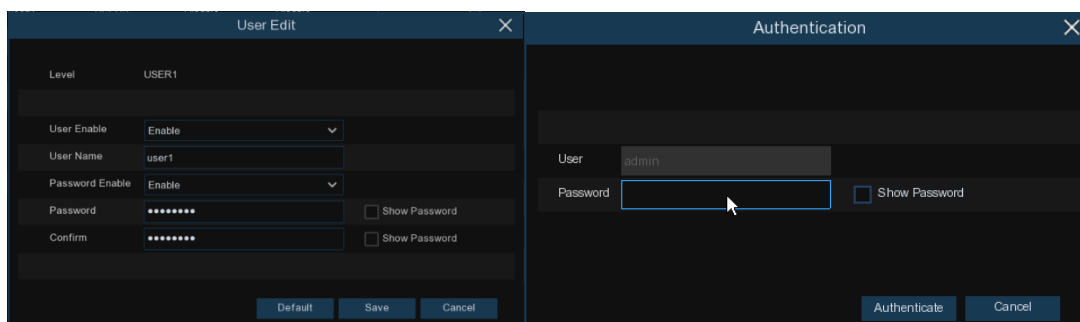 User Edit
Level USER1
User Enable Enable
User Name user1
Password Enable Enable
Password •••••••• Show Password
Confirm •••••••• Show Password
Default Save Cancel
Authentication
User admin
Password Show Password
Authenticate Cancel